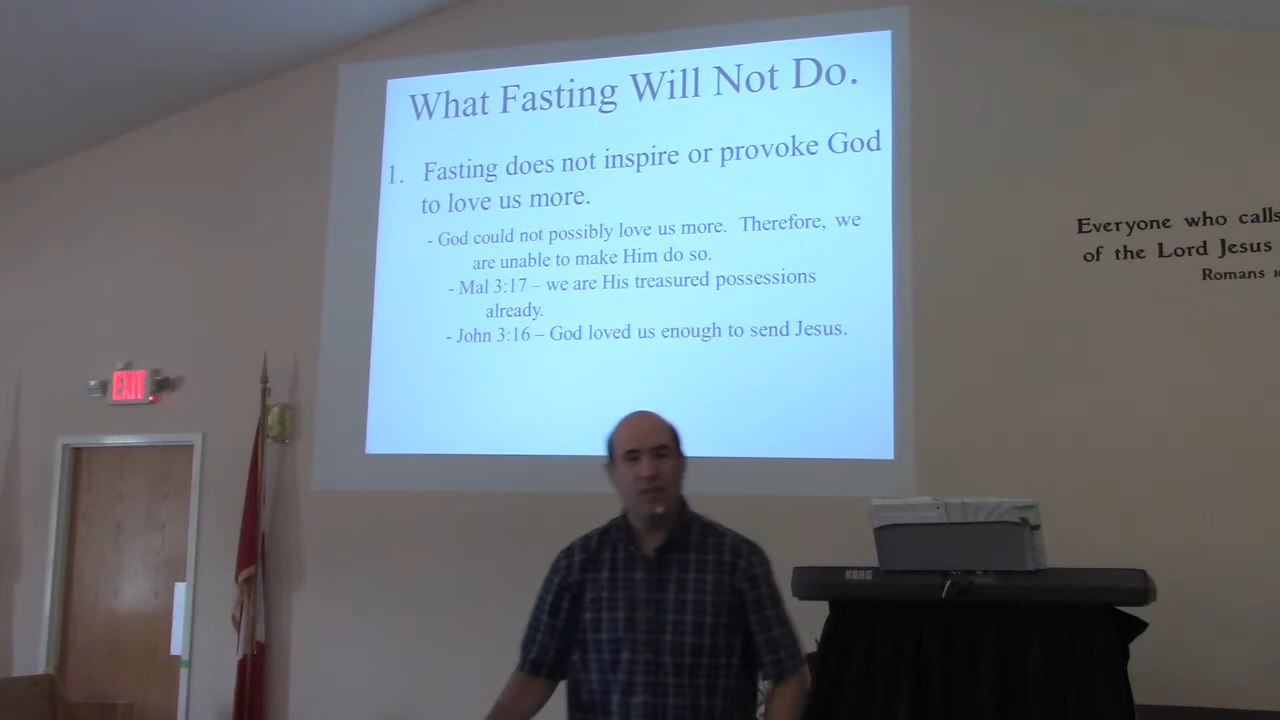 What Fasting Will Not Do.
1. Fasting does not inspire or provoke God
to love us more.
- God could not possibly love us more. Therefore, we
are unable to make Him do so.
- Mal 3:17 – we are His treasured possessions
already.
- John 3:16 – God loved us enough to send Jesus.
Everyone who calls
of the Lord Jesus
Romans
EXIT
KORG